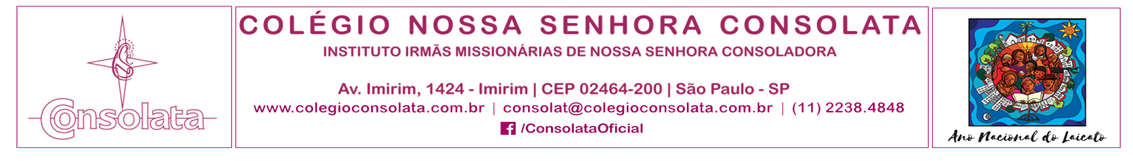 Consolata
COLÉGIO NOSSA SENHORA CONSOLATA
INSTITUTO IRMÃS MISSIONÁRIAS DE NOSSA SENHORA CONSOLADORA
Av. Imirim, 1424 - Imirim | CEP 02464-200 | São Paulo - SP
www.colegioconsolata.com.br | consolat@colegioconsolata.com.br | (11) 2238.4848
/ConsolataOficial
Ano Nacional do Laicato